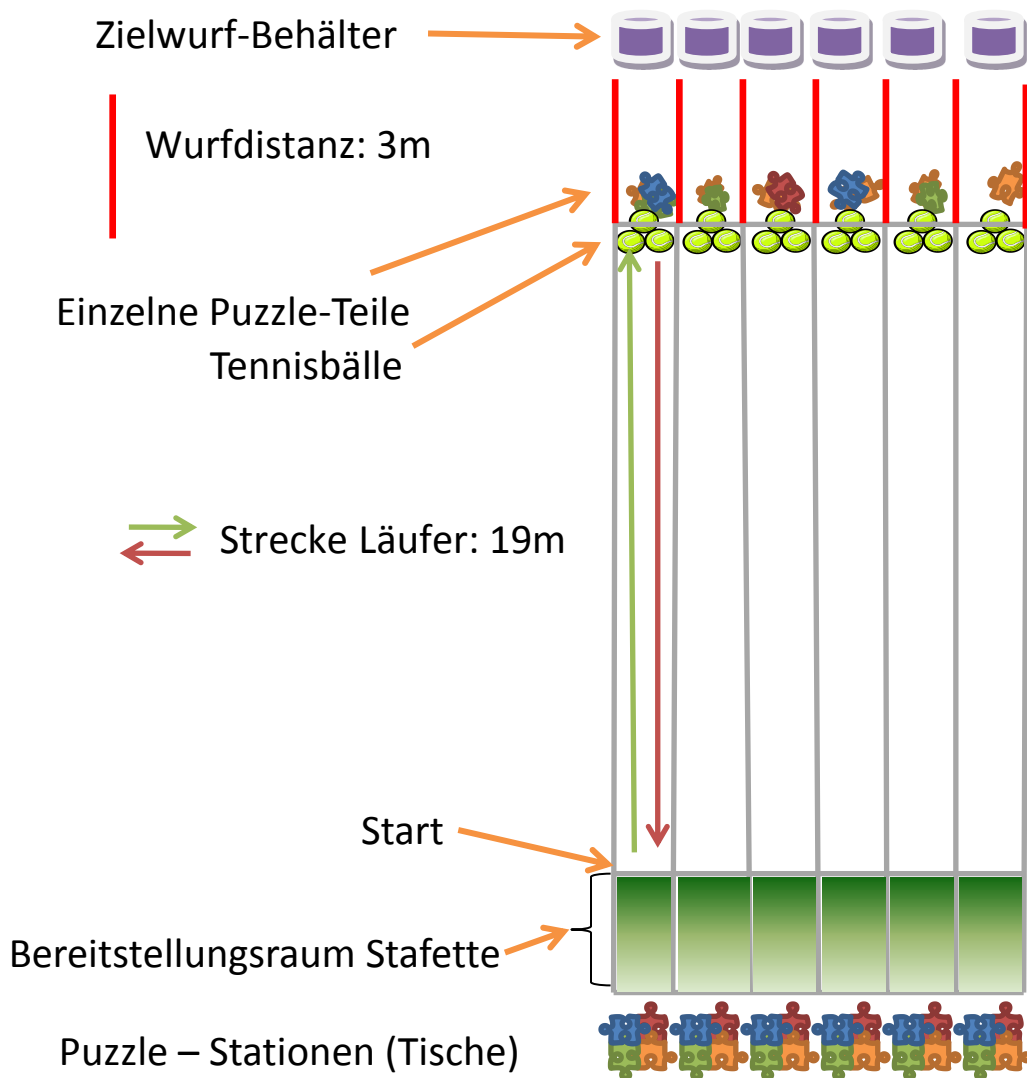 Zielwurf-Behälter
Wurfdistanz: 3m
Einzelne Puzzle-Teile
Tennisbälle
Strecke Läufer: 19m
Start
Bereitstellungsraum Stafette
Puzzle – Stationen (Tische)